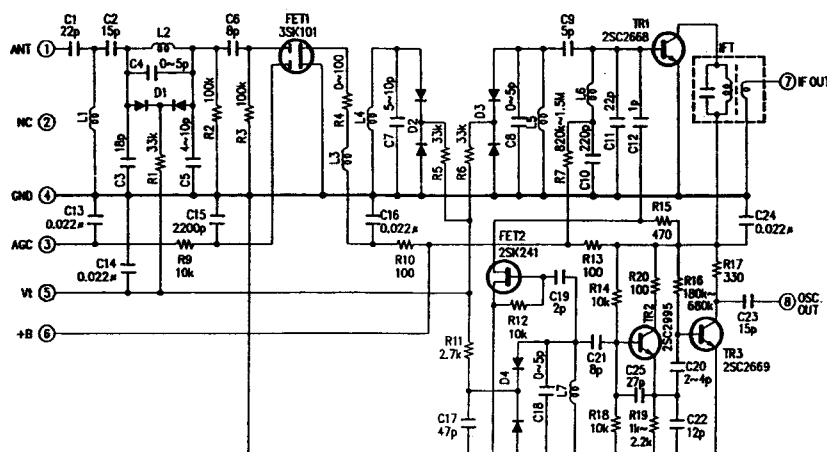 C1
22p
C2
15p
L2
C6
8p
FET1
3SK101
C9
5p
TR1
2SC2668
IFT
ANT 1
C4
0~5p
D1
100k
R2
100k
R3
0~100
R4
L4
5~10p
C7
D2
D3
0~5p
C8
L5
820k~1.5M
L6
22p
C11
1p
C12
7 IF OUT
NC 2
L1
18p
C3
33k
R1
4~10p
C5
L3
33k
R5
33k
R6
R7
220p
C10
GND 4
C13
0.022μ
C15
2200p
C16
0.022μ
FET2
2SK241
R15
470
C24
0.022μ
AGC 3
C14
0.022μ
R9
10k
R10
100
R13
100
R14
10k
R20
100
R16
180k~
680k
R17
330
Vt 5
C19
2p
R12
10k
TR2
2SC2995
C23
15p
8 OSC
OUT
+B 6
R11
2.7k
D4
0~5p
C18
L7
C21
8p
C25
27p
C20
2~4p
TR3
2SC2669
C17
47p
R18
10k
R19
1k~
2.2k
C22
12p